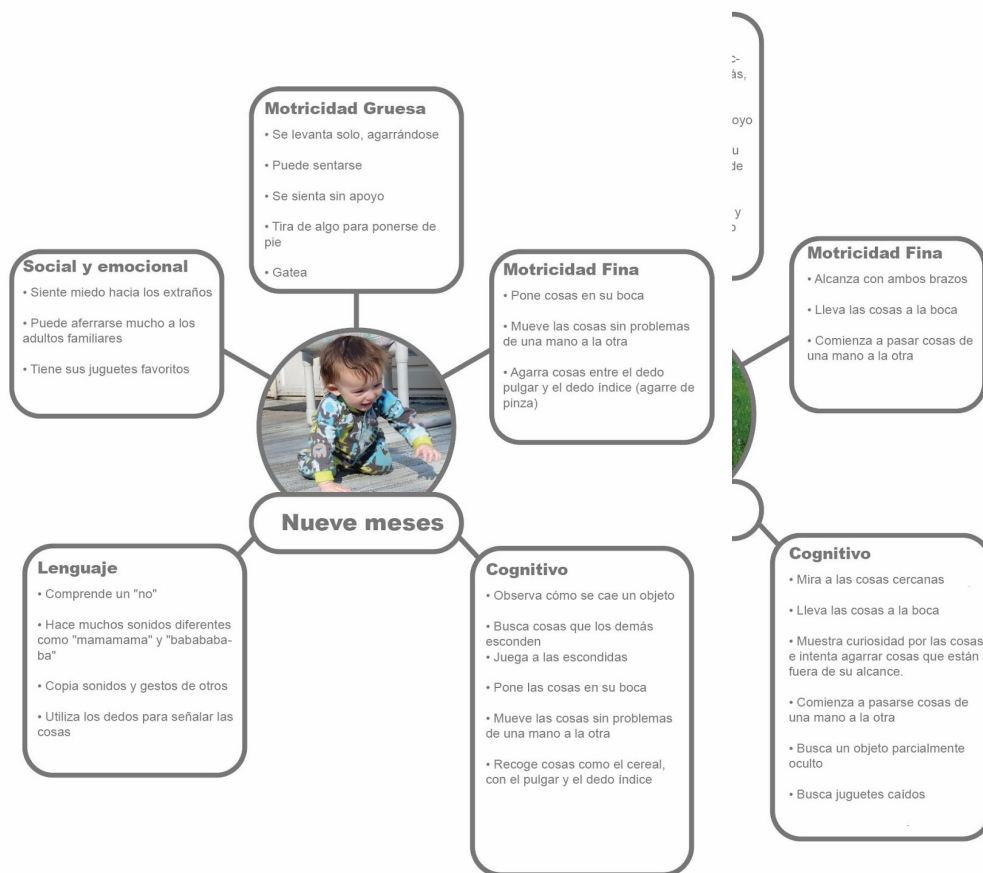 Motricidad Gruesa
• Se levanta solo, agarrándose
• Puede sentarse
• Se sienta sin apoyo
• Tira de algo para ponerse de
pie
• Gatea
Social y emocional
• Siente miedo hacia los extraños
• Puede aferrarse mucho a los
adultos familiares
• Tiene sus juguetes favoritos
Motricidad Fina
• Pone cosas en su boca
• Mueve las cosas sin problemas
de una mano a la otra
• Agarra cosas entre el dedo
pulgar y el dedo índice (agarre de
pinza)
Nueve meses
Lenguaje
• Comprende un "no"
• Hace muchos sonidos diferentes
como "mamamama" y "babababa-
ba"
• Copia sonidos y gestos de otros
• Utiliza los dedos para señalar las
cosas
Cognitivo
• Observa cómo se cae un objeto
• Busca cosas que los demás
esconden
• Juega a las escondidas
• Pone las cosas en su boca
• Mueve las cosas sin problemas
de una mano a la otra
• Recoge cosas como el cereal,
con el pulgar y el dedo índice
ás,
oyo
u
de
y
Motricidad Fina
• Alcanza con ambos brazos
• Lleva las cosas a la boca
• Comienza a pasar cosas de
una mano a la otra
Cognitivo
• Mira a las cosas cercanas
• Lleva las cosas a la boca
• Muestra curiosidad por las cosas
e intenta agarrar cosas que están
fuera de su alcance.
• Comienza a pasarse cosas de
una mano a la otra
• Busca un objeto parcialmente
oculto
• Busca juguetes caídos